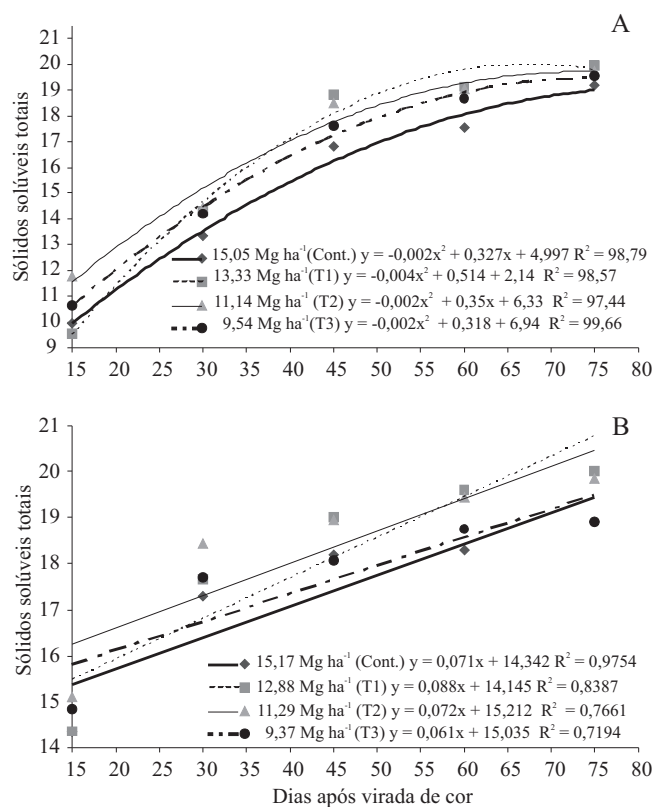 A
Sólidos solúveis totais
21
20
19
18
17
16
15
14
13
12
11
10
9
15,05 Mg ha⁻¹ (Cont.) y = -0,002x² + 0,327x + 4,997 R² = 98,79
13,33 Mg ha⁻¹ (T1) y = -0,004x² + 0,514 + 2,14 R² = 98,57
11,14 Mg ha⁻¹ (T2) y = -0,002x² + 0,35x + 6,33 R² = 97,44
9,54 Mg ha⁻¹ (T3) y = -0,002x² + 0,318 + 6,94 R² = 99,66
15 20 25 30 35 40 45 50 55 60 65 70 75 80
B
Sólidos solúveis totais
21
20
19
18
17
16
15
14
15,17 Mg ha⁻¹ (Cont.) y = 0,071x + 14,342 R² = 0,9754
12,88 Mg ha⁻¹ (T1) y = 0,088x + 14,145 R² = 0,8387
11,29 Mg ha⁻¹ (T2) y = 0,072x + 15,212 R² = 0,7661
9,37 Mg ha⁻¹ (T3) y = 0,061x + 15,035 R² = 0,7194
15 20 25 30 35 40 45 50 55 60 65 70 75 80
Dias após virada de cor